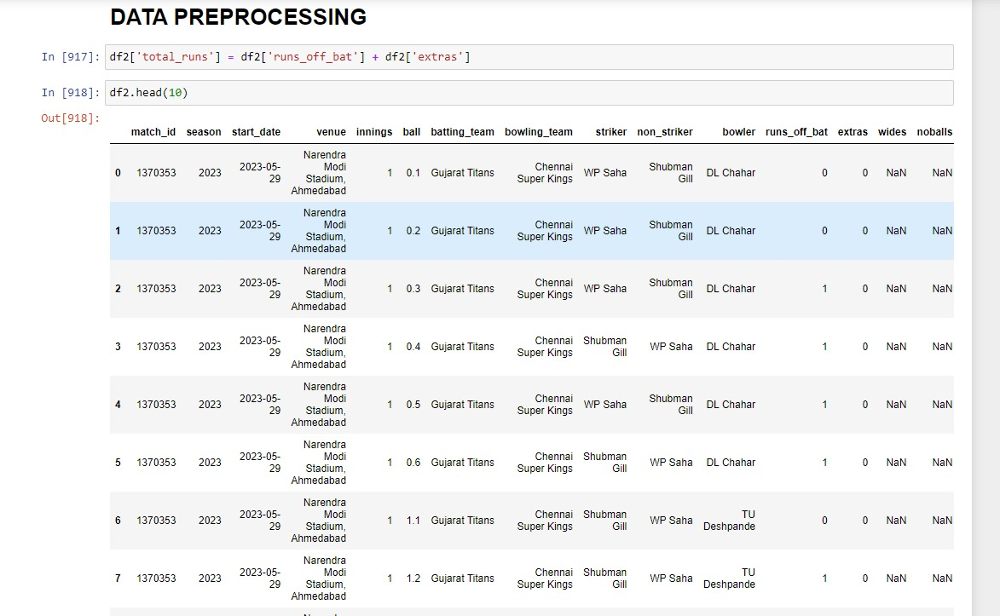 DATA PREPROCESSING
In [917]: df2['total_runs'] = df2['runs_off_bat'] + df2['extras']
In [918]: df2.head(10)
Out[918]:
match_id season start_date venue innings ball batting_team bowling_team striker non_striker bowler runs_off_bat extras wides noballs
Narendra
2023-05- Modi Chennai Shubman
0 1370353 2023 29 Stadium, 1 0.1 Gujarat Titans Super Kings WP Saha Gill DL Chahar 0 0 NaN NaN
Ahmedabad
Narendra
2023-05- Modi Chennai Shubman
1 1370353 2023 29 Stadium, 1 0.2 Gujarat Titans Super Kings WP Saha Gill DL Chahar 0 0 NaN NaN
Ahmedabad
Narendra
2023-05- Modi Chennai Shubman
2 1370353 2023 29 Stadium, 1 0.3 Gujarat Titans Super Kings WP Saha Gill DL Chahar 1 0 NaN NaN
Ahmedabad
Narendra
2023-05- Modi Chennai Shubman
3 1370353 2023 29 Stadium, 1 0.4 Gujarat Titans Super Kings Gill WP Saha DL Chahar 1 0 NaN NaN
Ahmedabad
Narendra
2023-05- Modi Chennai Shubman
4 1370353 2023 29 Stadium, 1 0.5 Gujarat Titans Super Kings WP Saha Gill DL Chahar 1 0 NaN NaN
Ahmedabad
Narendra
2023-05- Modi Chennai Shubman
5 1370353 2023 29 Stadium, 1 0.6 Gujarat Titans Super Kings Gill WP Saha DL Chahar 1 0 NaN NaN
Ahmedabad
Narendra
2023-05- Modi Chennai Shubman TU
6 1370353 2023 29 Stadium, 1 1.1 Gujarat Titans Super Kings Gill WP Saha Deshpande 0 0 NaN NaN
Ahmedabad
Narendra
2023-05- Modi Chennai Shubman TU
7 1370353 2023 29 Stadium, 1 1.2 Gujarat Titans Super Kings Gill WP Saha Deshpande 1 0 NaN NaN
Ahmedabad